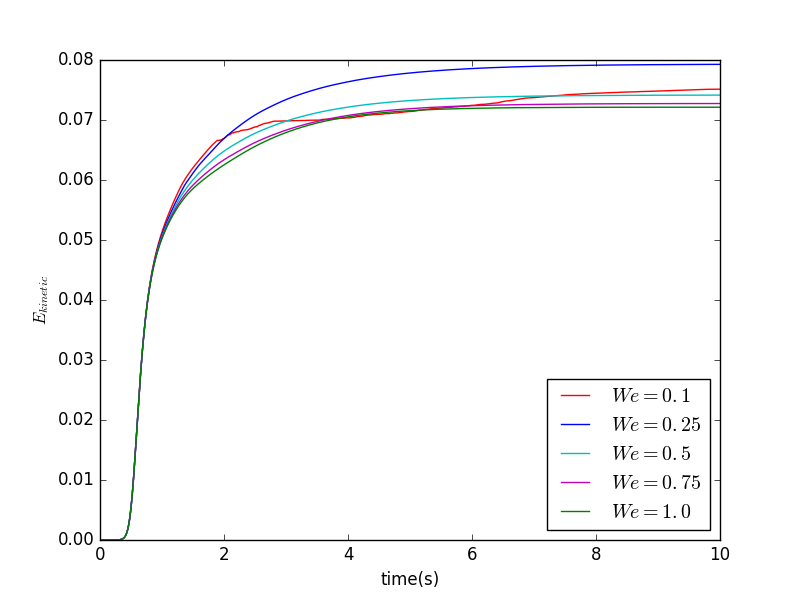 0.08
0.07
0.06
0.05
0.04
0.03
0.02
0.01
0.00
E_{kinetic}
0 2 4 6 8 10
time(s)
We = 0.1
We = 0.25
We = 0.5
We = 0.75
We = 1.0